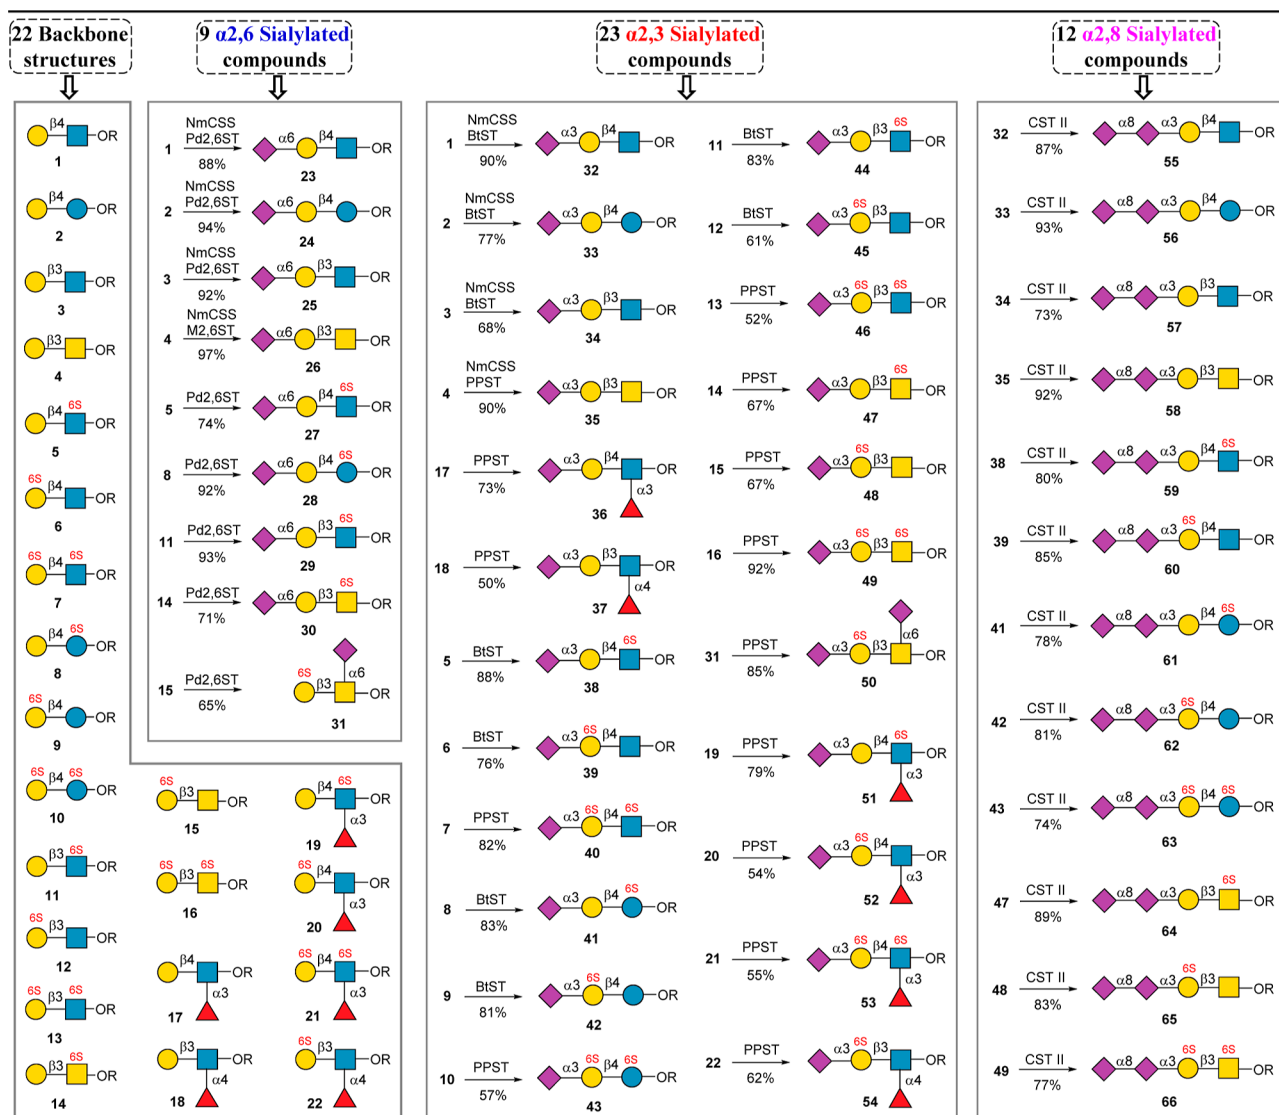 22 Backbone
structures
9 α2,6 Sialylated
compounds
23 α2,3 Sialylated
compounds
12 α2,8 Sialylated
compounds
β4
OR
1
β4
OR
2
β3
OR
3
β3
OR
4
β4 6S
OR
5
6S β4
OR
6
6S β4 6S
OR
7
β4 6S
OR
8
6S β4
OR
9
6S β4 6S
OR
10
β3 6S
OR
11
6S β3
OR
12
6S β3 6S
OR
13
β3 6S
OR
14
6S β3
OR
15
6S β3 6S
OR
16
β4
OR
α3
17
β3
OR
α4
18
β4 6S
OR
α3
19
6S β4
OR
α3
20
6S β4 6S
OR
α3
21
6S β3
OR
α4
22
NmCSS
1 Pd2,6ST α6 β4 OR
88%
23
NmCSS
2 Pd2,6ST α6 β4 OR
94%
24
NmCSS
3 Pd2,6ST α6 β3 OR
92%
25
NmCSS
4 M2,6ST α6 β3 OR
97%
26
6S
5 Pd2,6ST α6 β4 OR
74%
27
6S
8 Pd2,6ST α6 β4 OR
92%
28
6S
11 Pd2,6ST α6 β3 OR
93%
29
6S
14 Pd2,6ST α6 β3 OR
71%
30
6S α6
15 Pd2,6ST β3 OR
65%
31
NmCSS
1 BtST α3 β4 OR
90%
32
NmCSS
2 BtST α3 β4 OR
77%
33
NmCSS
3 BtST α3 β3 OR
68%
34
NmCSS
4 PPST α3 β3 OR
90%
35
17 PPST α3 β4 OR
73% α3
36
18 PPST α3 β3 OR
50% α4
37
6S
5 BtST α3 β4 OR
88%
38
6S
6 BtST α3 β4 OR
76%
39
6S 6S
7 PPST α3 β4 OR
82%
40
6S
8 BtST α3 β4 OR
83%
41
6S
9 BtST α3 β4 OR
81%
42
6S 6S
10 PPST α3 β4 OR
57%
43
6S
11 BtST α3 β3 OR
83%
44
6S
12 BtST α3 β3 OR
61%
45
6S 6S
13 PPST α3 β3 OR
52%
46
6S
14 PPST α3 β3 OR
67%
47
6S
15 PPST α3 β3 OR
67%
48
6S 6S
16 PPST α3 β3 OR
92%
49
6S α6
31 PPST α3 β3 OR
85%
50
6S
19 PPST α3 β4 OR
79% α3
51
6S
20 PPST α3 β4 OR
54% α3
52
6S 6S
21 PPST α3 β4 OR
55% α3
53
6S
22 PPST α3 β3 OR
62% α4
54
32 CST II α8 α3 β4 OR
87%
55
33 CST II α8 α3 β4 OR
93%
56
34 CST II α8 α3 β3 OR
73%
57
35 CST II α8 α3 β3 OR
92%
58
6S
38 CST II α8 α3 β4 OR
80%
59
6S
39 CST II α8 α3 β4 OR
85%
60
6S
41 CST II α8 α3 β4 OR
78%
61
6S
42 CST II α8 α3 β4 OR
81%
62
6S 6S
43 CST II α8 α3 β4 OR
74%
63
6S
47 CST II α8 α3 β3 OR
89%
64
6S
48 CST II α8 α3 β3 OR
83%
65
6S 6S
49 CST II α8 α3 β3 OR
77%
66